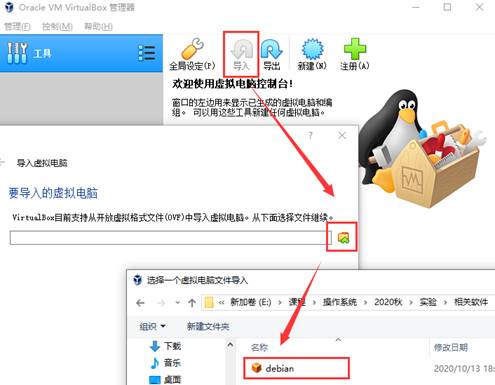 Oracle VM VirtualBox 管理器
管理(F) 控制(M) 帮助(H)
工具
全局设定(P) 导入 导出 新建(N) 注册(A)
欢迎使用虚拟电脑控制台!
窗口的左边用来显示已生成的虚拟电脑和编
组。 可以用这些工具新建任何虚拟电脑。
? ×
导入虚拟电脑
要导入的虚拟电脑
VirtualBox目前支持从开放虚拟格式文件(OVF)中导入虚拟电脑。从下面选择文件继续。
选择一个虚拟电脑文件导入
« 新加卷 (E:) › 课程 › 操作系统 › 2020秋 › 实验 › 相关软件
组织 新建文件夹
名称 修改日期
下载
debian 2020/10/13 18
音乐
桌面